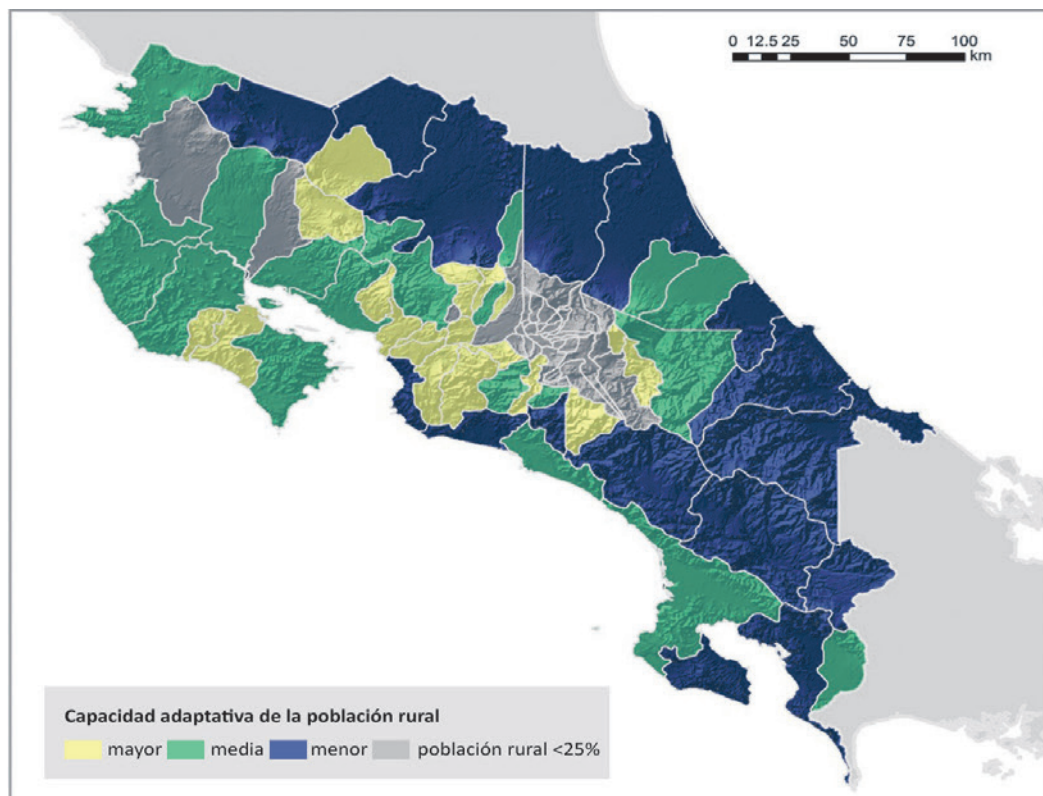 0 12.5 25 50 75 100
km
Capacidad adaptativa de la población rural
mayor media menor población rural <25%